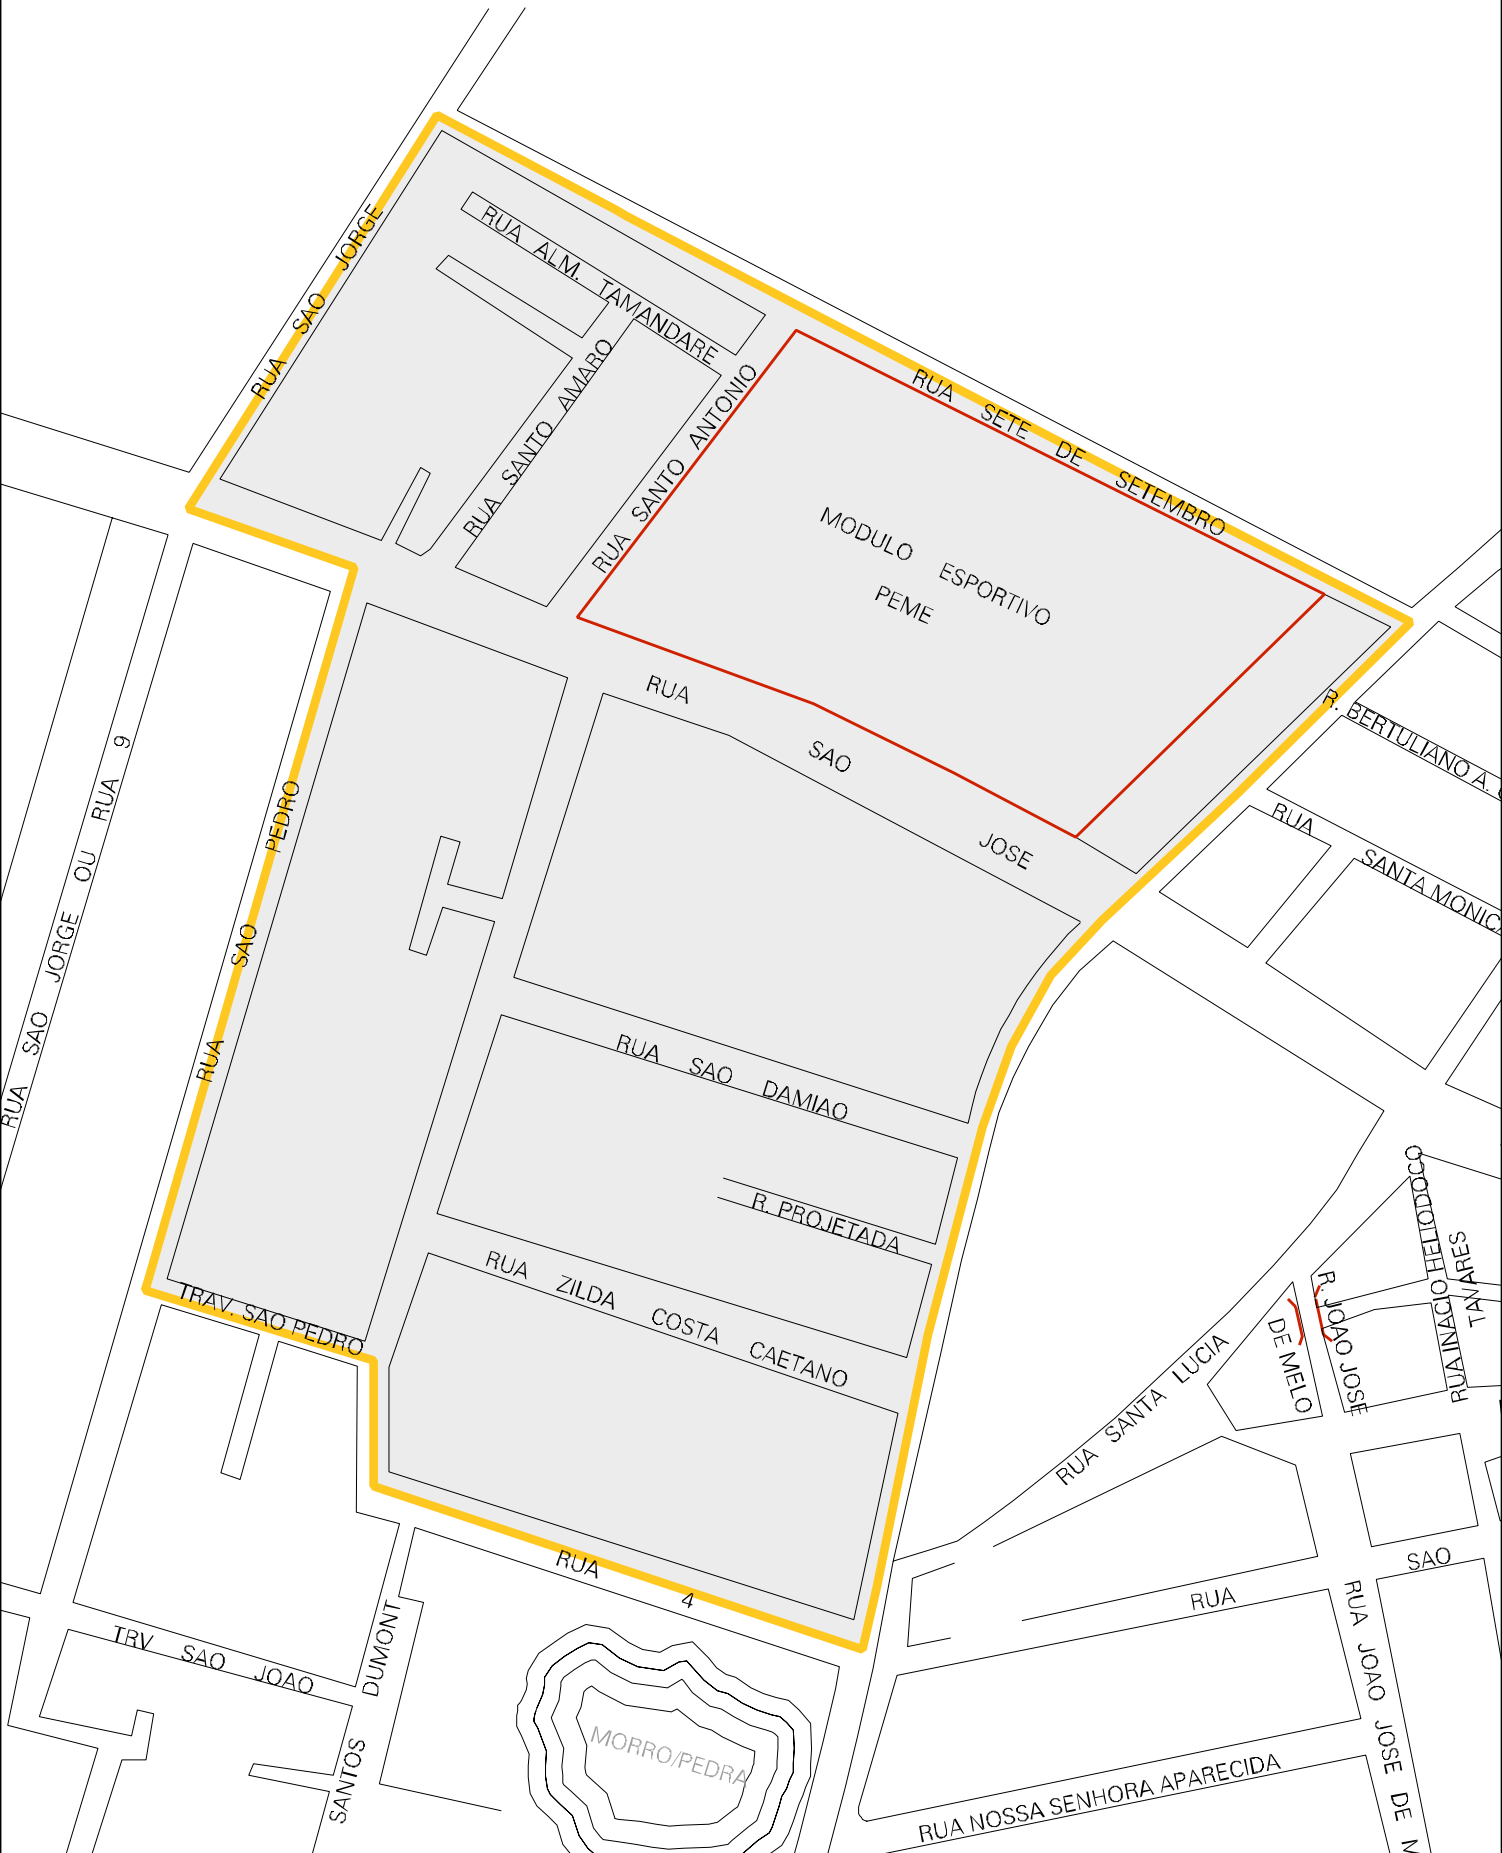 RUA SAO JORGE
RUA ALM. TAMANDARE
RUA SANTO AMARO
RUA SANTO ANTONIO
RUA SETE DE SETEMBRO
MODULO ESPORTIVO
PEME
RUA SAO JOSE
R. BERTULIANO A.
RUA SANTA MONICA
RUA SAO JORGE OU RUA 9
RUA SAO PEDRO
RUA SAO DAMIAO
R. PROJETADA
RUA ZILDA COSTA CAETANO
TRAV. SAO PEDRO
RUA INACIO HELIODOCO
TAVARES
R. JOAO JOSE
DE MELO
RUA SANTA LUCIA
RUA 4
RUA SAO
TRV SAO JOAO
SANTOS DUMONT
MORRO/PEDRA
RUA JOAO JOSE DE M
RUA NOSSA SENHORA APARECIDA